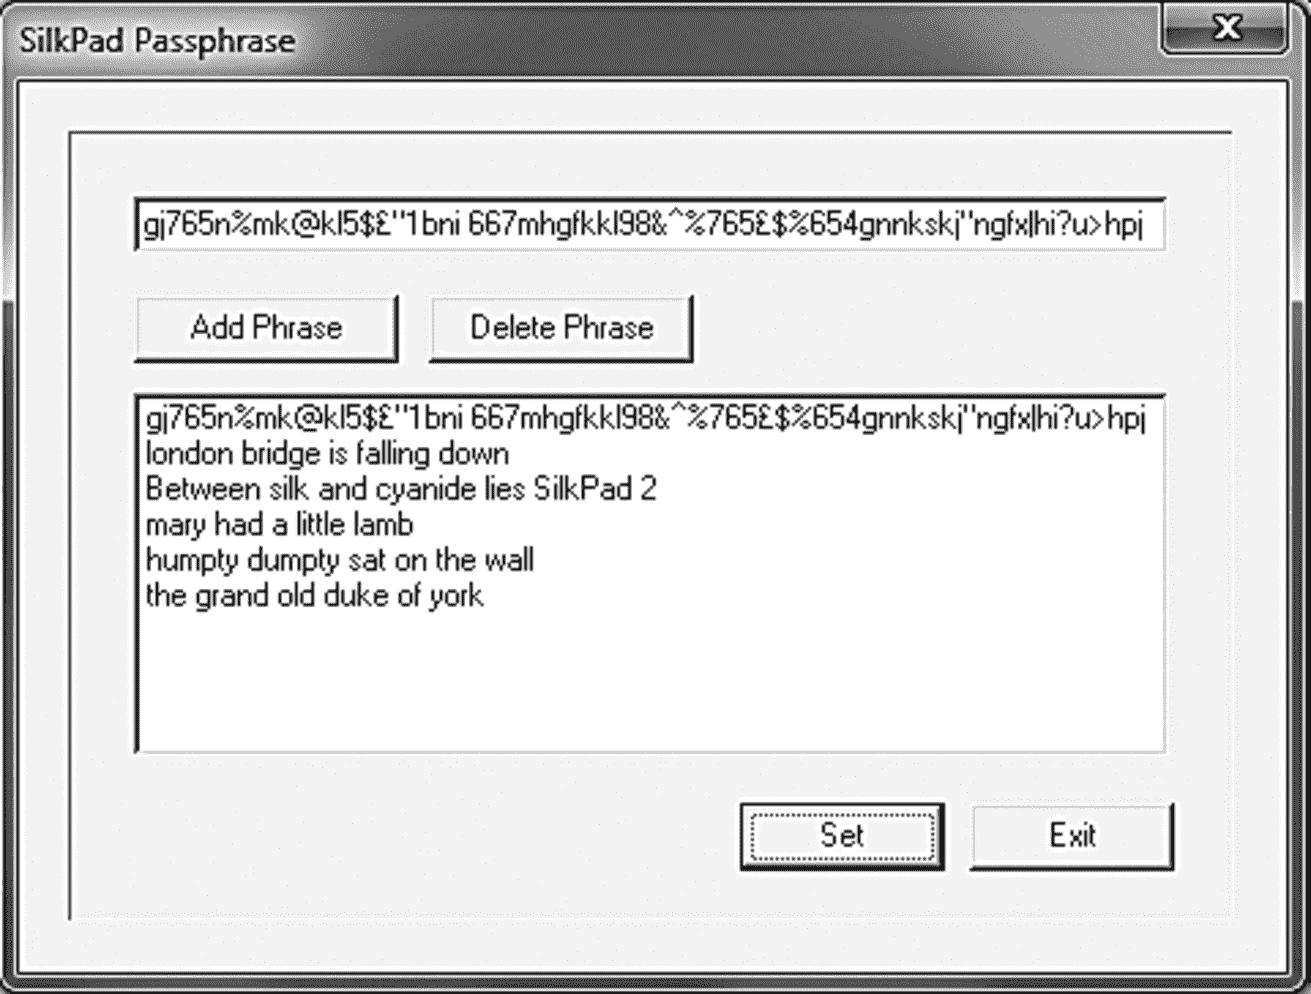 SilkPad Passphrase
gj765n%mk@kl5$£"1bni 667mhgfkkl98&^%765£$%654gnnkskj"ngfx|hi?u>hpj
Add Phrase
Delete Phrase
gj765n%mk@kl5$£"1bni 667mhgfkkl98&^%765£$%654gnnkskj"ngfx|hi?u>hpj
london bridge is falling down
Between silk and cyanide lies SilkPad 2
mary had a little lamb
humpty dumpty sat on the wall
the grand old duke of york
Set
Exit